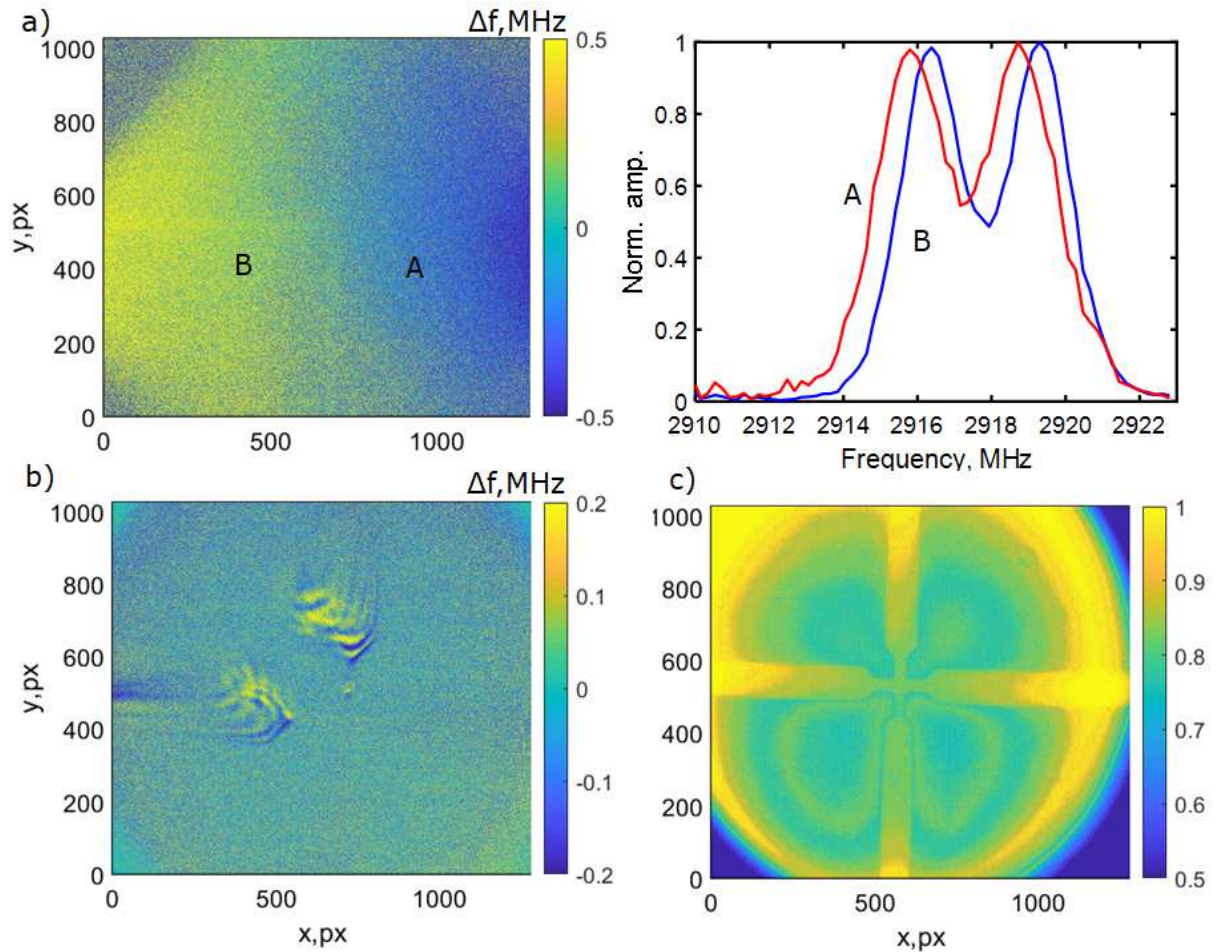 a)
Δf,MHz
1000
800
600
400
200
0
y,px
0
500
1000
B
A
0.5
0
-0.5
1
0.8
0.6
0.4
0.2
0
Norm. amp.
A
B
2910 2912 2914 2916 2918 2920 2922
Frequency, MHz
b)
Δf,MHz
1000
800
600
400
200
0
y,px
0
500
1000
x,px
0.2
0.1
0
-0.1
-0.2
c)
1000
800
600
400
200
0
0
500
1000
x,px
1
0.9
0.8
0.7
0.6
0.5